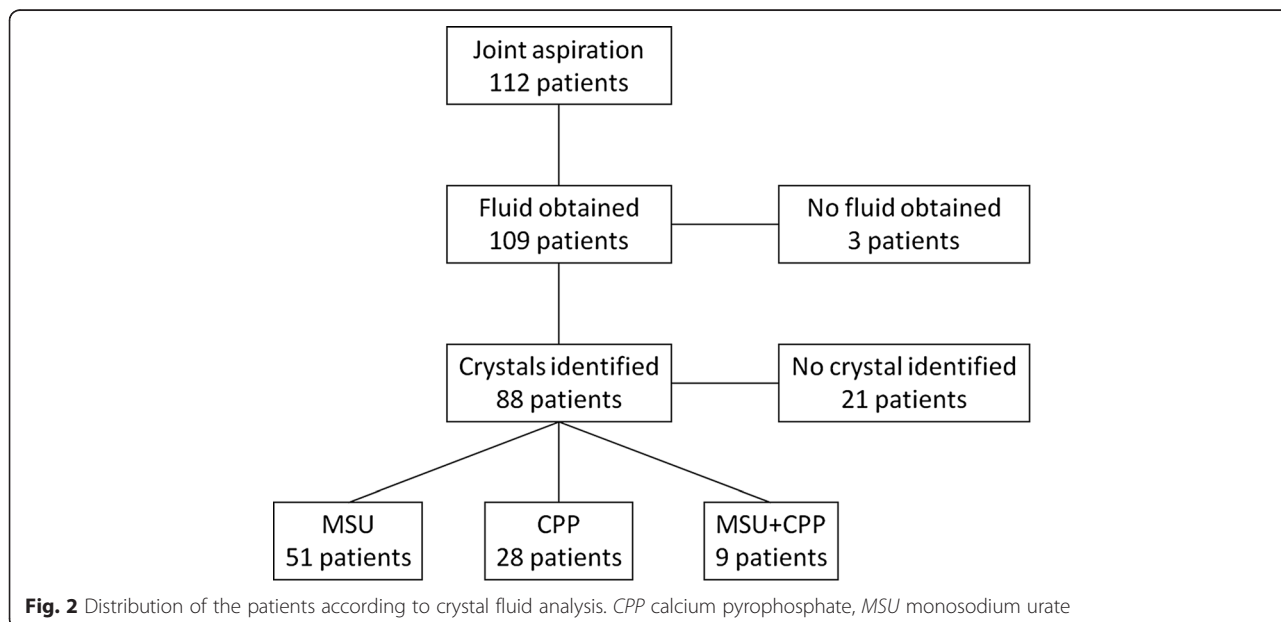 Joint aspiration
112 patients
Fluid obtained
109 patients
No fluid obtained
3 patients
Crystals identified
88 patients
No crystal identified
21 patients
MSU
51 patients
CPP
28 patients
MSU+CPP
9 patients
Fig. 2 Distribution of the patients according to crystal fluid analysis. CPP calcium pyrophosphate, MSU monosodium urate